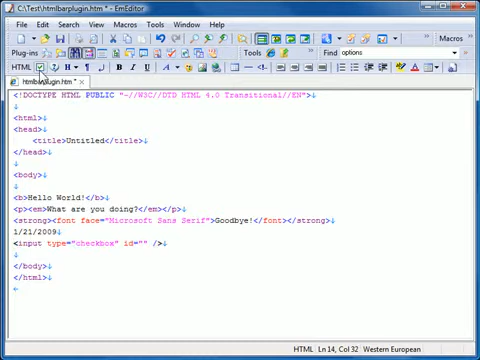 C:\Test\htmlbarplugin.htm * - EmEditor
File Edit Search View Tools Window Help
Macros
Plug-ins Tools Find options
HTML H ¶ B I U A
htmlbarplugin.htm * ×
<!DOCTYPE HTML PUBLIC "-//W3C//DTD HTML 4.0 Transitional//EN">↓
↓
<html>↓
<head>↓
<title>Untitled</title>↓
</head>↓
↓
<body>↓
↓
<b>Hello World!</b>↓
<p><em>What are you doing?</em></p>↓
<strong><font face="Microsoft Sans Serif">Goodbye!</font></strong>↓
1/21/2009↓
<input type="checkbox" id="" />↓
↓
</body>↓
</html>↓
←
HTML Ln 14, Col 32 Western European